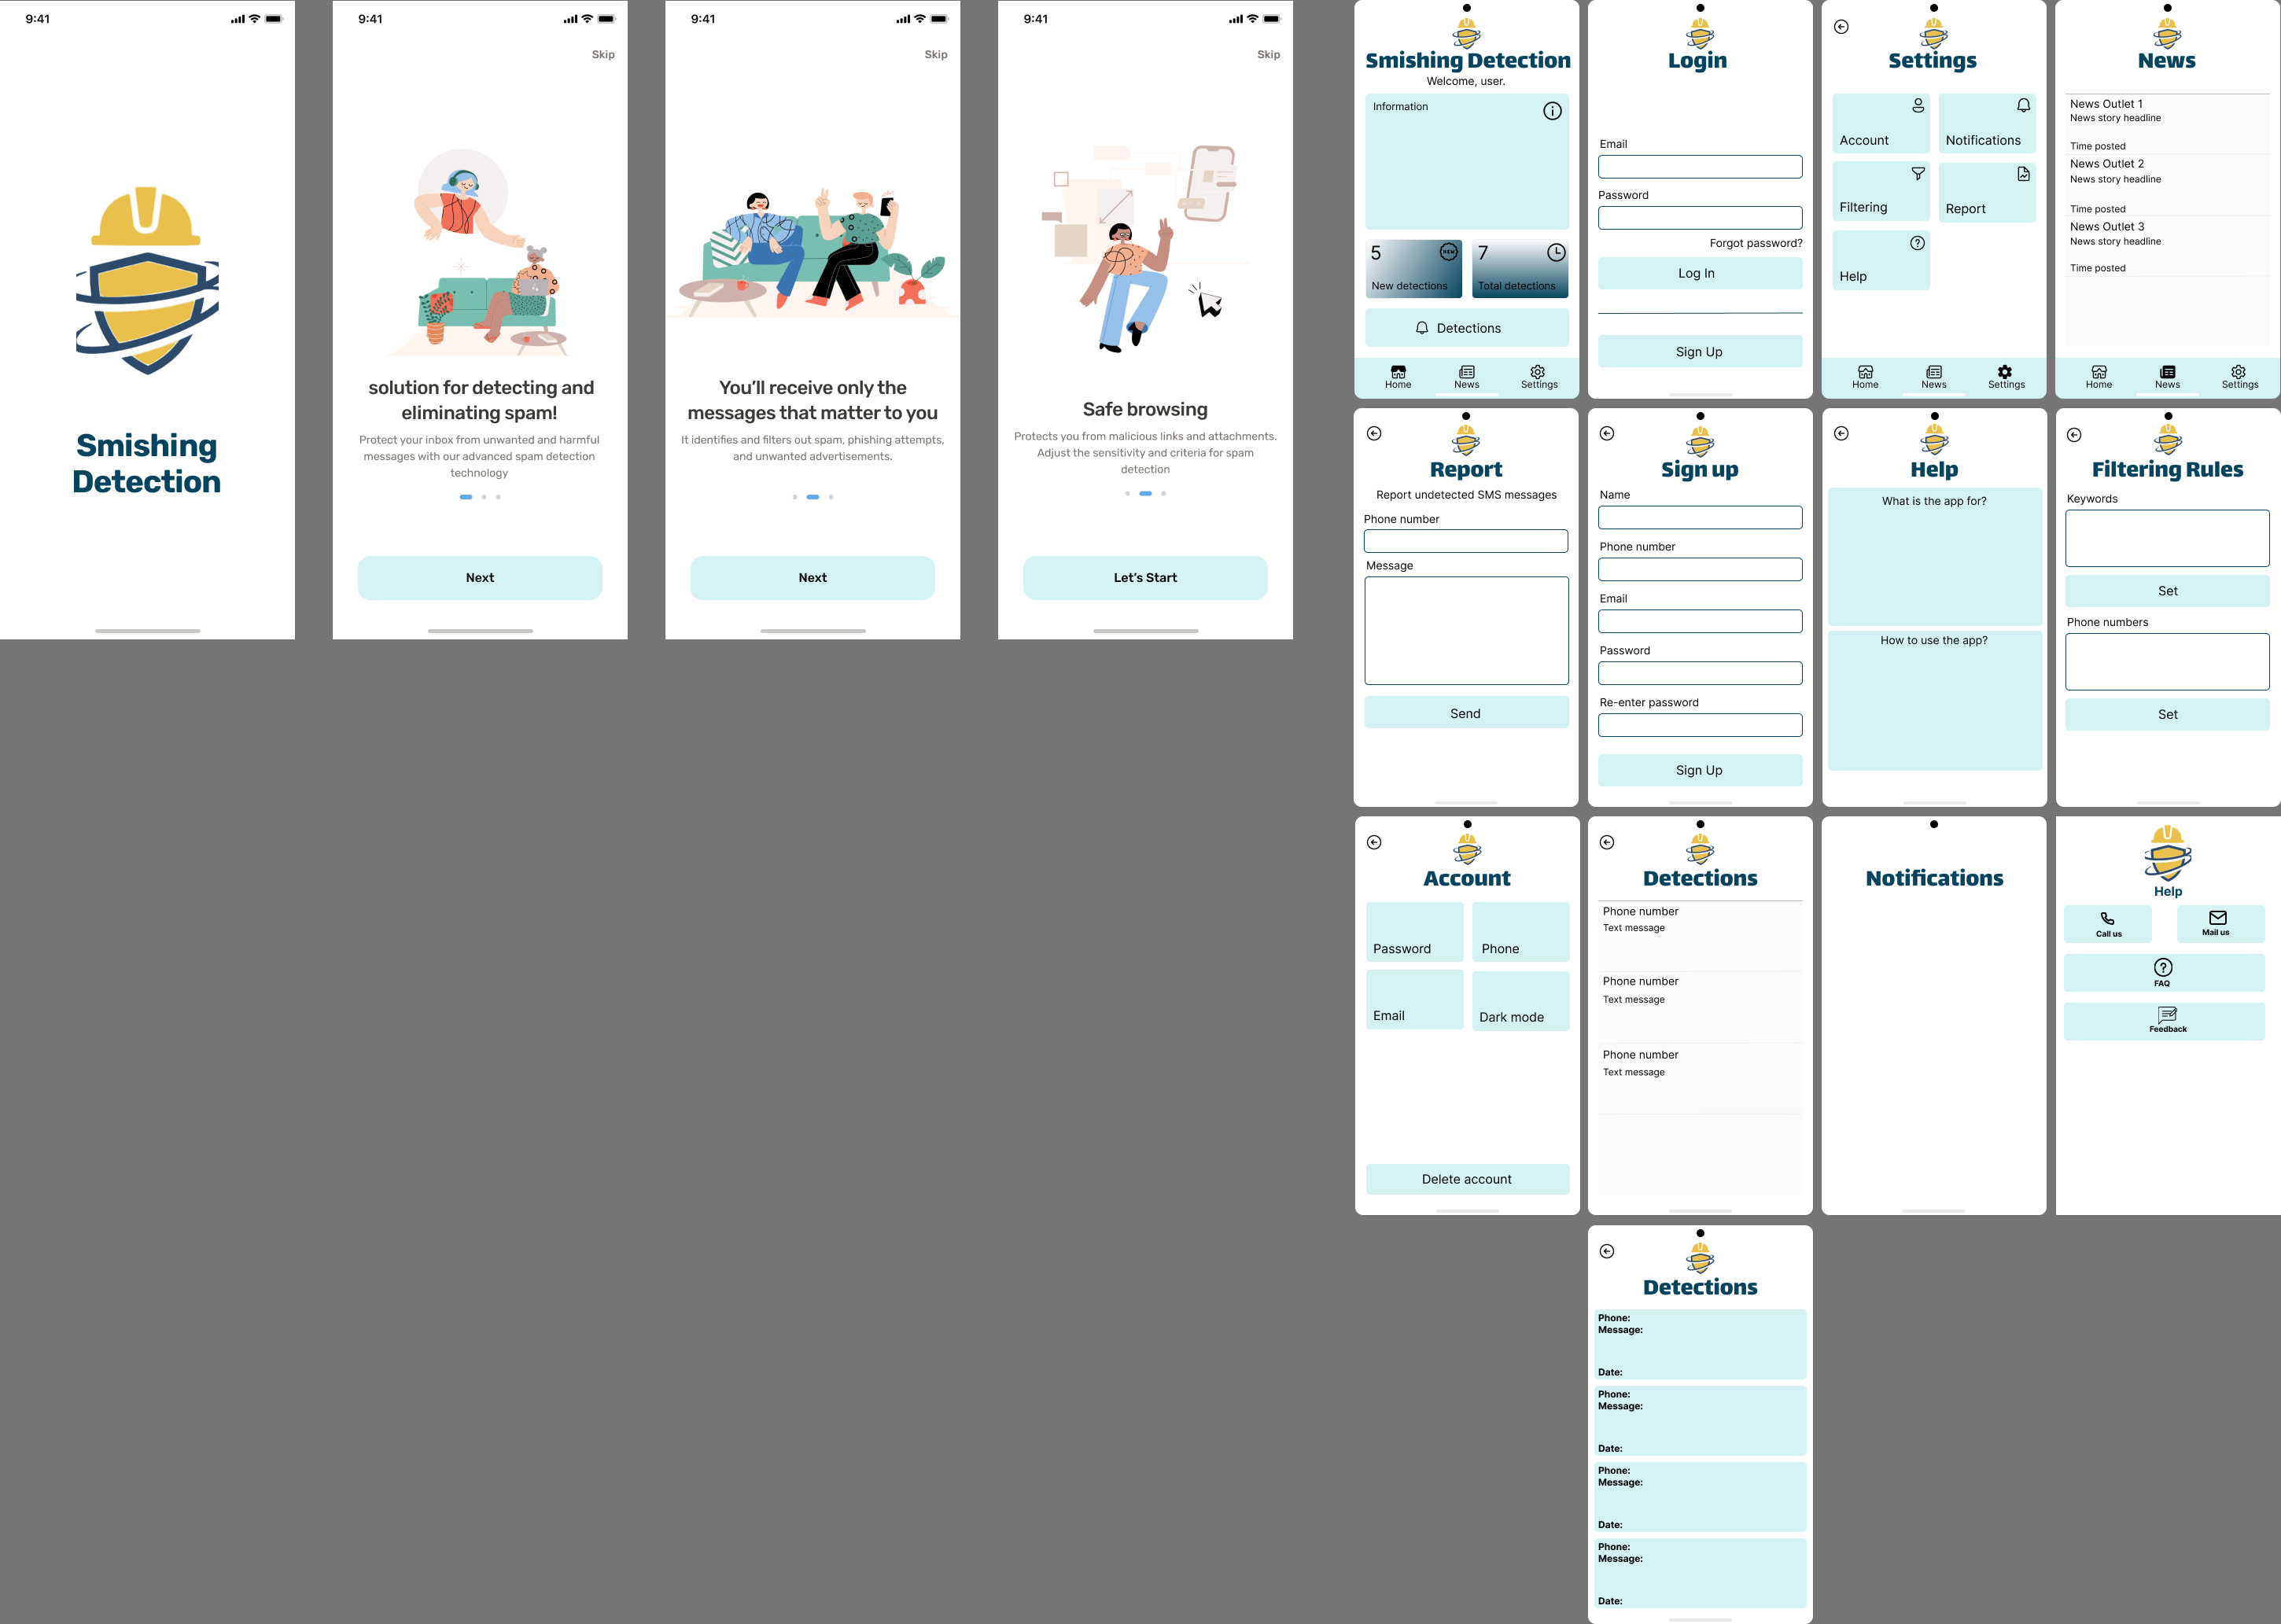 9:41
Smishing
Detection
9:41
Skip
solution for detecting and
eliminating spam!
Protect your inbox from unwanted and harmful
messages with our advanced spam detection
technology
Next
9:41
Skip
You'll receive only the
messages that matter to you
It identifies and filters out spam, phishing attempts,
and unwanted advertisements.
Next
9:41
Skip
Safe browsing
Protects you from malicious links and attachments.
Adjust the sensitivity and criteria for spam
detection
Let's Start
Smishing Detection
Welcome, user.
Information
5
NEW
New detections
7
Total detections
Detections
Home
News
Settings
Login
Email
Password
Forgot password?
Log In
Sign Up
Settings
Account
Notifications
Filtering
Report
Help
Home
News
Settings
News
News Outlet 1
News story headline
Time posted
News Outlet 2
News story headline
Time posted
News Outlet 3
News story headline
Time posted
Home
News
Settings
Report
Report undetected SMS messages
Phone number
Message
Send
Sign up
Name
Phone number
Email
Password
Re-enter password
Sign Up
Help
What is the app for?
How to use the app?
Filtering Rules
Keywords
Set
Phone numbers
Set
Account
Password
Phone
Email
Dark mode
Delete account
Detections
Phone number
Text message
Phone number
Text message
Phone number
Text message
Notifications
Help
Call us
Mail us
FAQ
Feedback
Detections
Phone:
Message:
Date:
Phone:
Message:
Date:
Phone:
Message:
Date:
Phone:
Message:
Date: